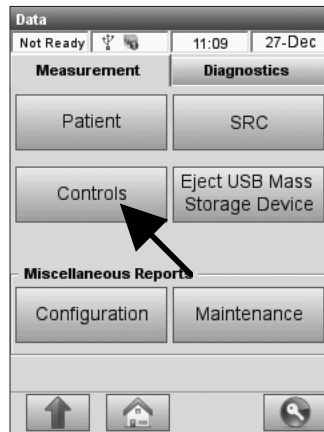 Data
Not Ready 11:09 27-Dec
Measurement Diagnostics
Patient SRC
Controls Eject USB Mass
Storage Device
Miscellaneous Reports
Configuration Maintenance